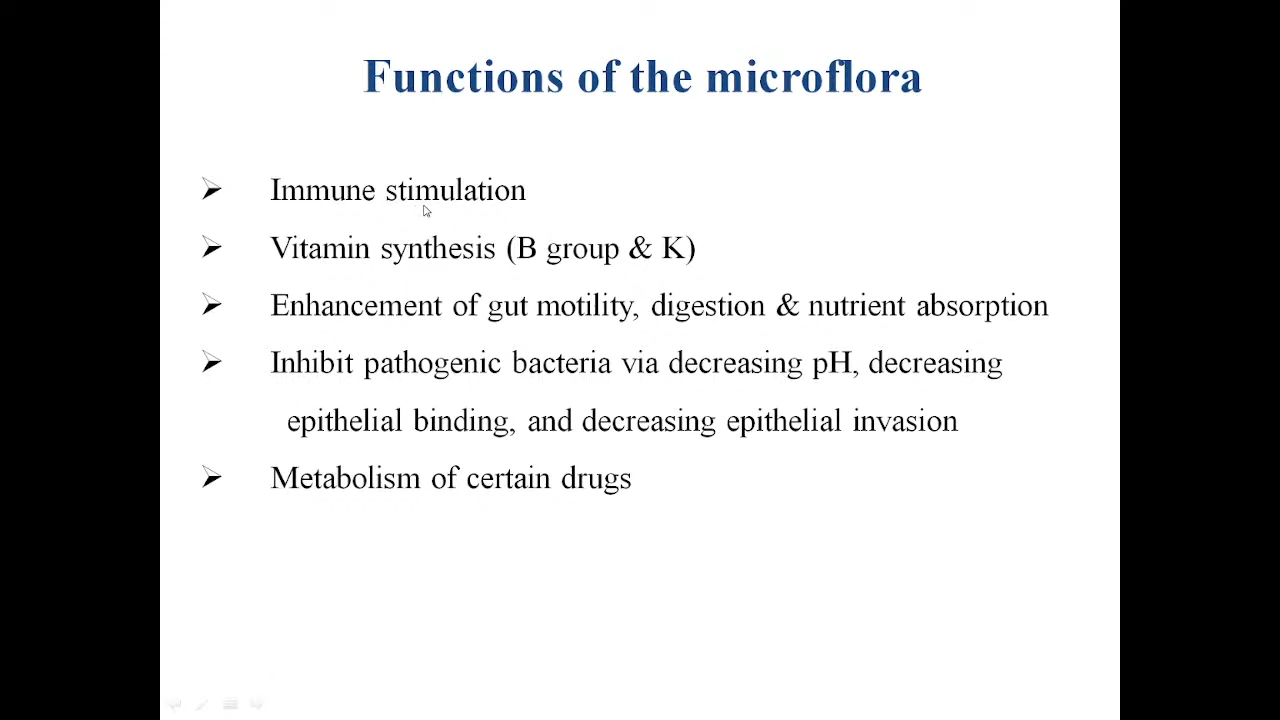 Functions of the microflora
➢ Immune stimulation
➢ Vitamin synthesis (B group & K)
➢ Enhancement of gut motility, digestion & nutrient absorption
➢ Inhibit pathogenic bacteria via decreasing pH, decreasing
epithelial binding, and decreasing epithelial invasion
➢ Metabolism of certain drugs